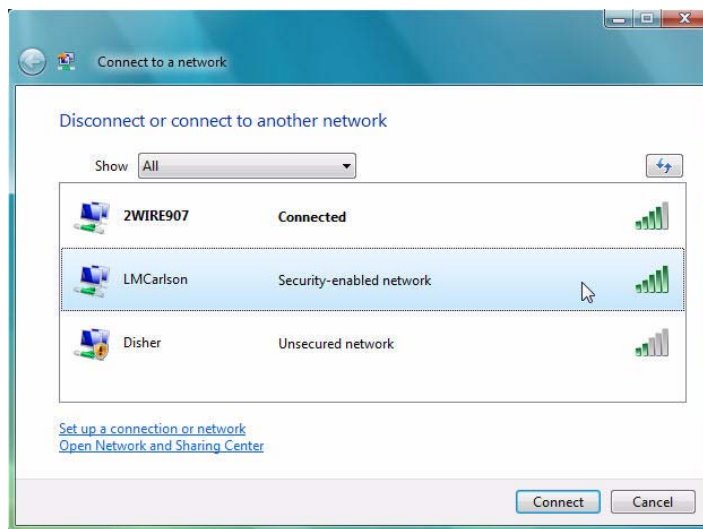 Connect to a network
Disconnect or connect to another network
Show All
2WIRE907 Connected
LMCarlson Security-enabled network
Disher Unsecured network
Set up a connection or network
Open Network and Sharing Center
Connect Cancel